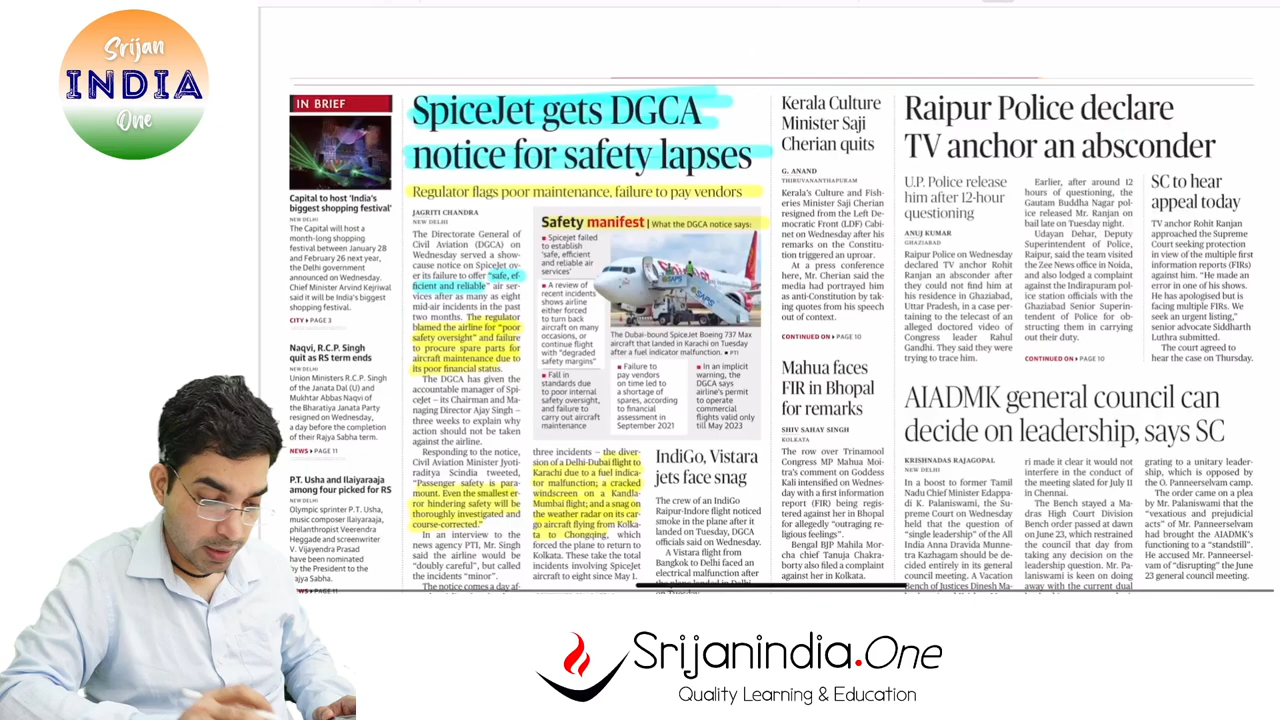 Srijan
INDIA
One
IN BRIEF
Capital to host ‘India’s
biggest shopping festival’
NEW DELHI
The Capital will host a
month-long shopping
festival between January 28
and February 26 next year,
the Delhi government
announced on Wednesday.
Chief Minister Arvind Kejriwal
said it will be India’s biggest
shopping festival.
CITY PAGE 3
Naqvi, R.C.P. Singh
quit as RS term ends
NEW DELHI
Union Ministers R.C.P. Singh
of the Janata Dal (U) and
Mukhtar Abbas Naqvi of the
Bharatiya Janata Party
resigned on Wednesday,
a day before the completion
of their Rajya Sabha term.
NEWS PAGE 11
P.T. Usha, Ilaiyaraaja
among four picked for RS
NEW DELHI
Olympic sprinter P.T. Usha,
music composer Ilaiyaraaja,
philanthropist Veerendra
Heggade and screenwriter
V. Vijayendra Prasad
have been nominated
by the President to the
Rajya Sabha.
PAGE 11
SpiceJet gets DGCA
notice for safety lapses
Regulator flags poor maintenance, failure to pay vendors
JAGRITI CHANDRA
NEW DELHI
The Directorate General of
Civil Aviation (DGCA) on
Wednesday served a show-
cause notice on SpiceJet ov-
er its failure to offer “safe, ef-
ficient and reliable” air ser-
vices after as many as eight
mid-air incidents in the past
two months. The regulator
blamed the airline for “poor
safety oversight” and failure
to procure spare parts for
aircraft maintenance due to
its poor financial status.
The DGCA has given the
accountable manager of Spi-
ceJet – its Chairman and Ma-
naging Director Ajay Singh –
three weeks to explain why
action should not be taken
against the airline.
Responding to the notice,
Civil Aviation Minister Jyoti-
raditya Scindia tweeted,
“Passenger safety is para-
mount. Even the smallest er-
ror hindering safety will be
thoroughly investigated and
course-corrected.”
In an interview to the
news agency PTI, Mr. Singh
said the airline would be
“doubly careful”, but called
the incidents “minor”.
The notice comes a day af-
Safety manifest | What the DGCA notice says:
Spicejet failed
to establish
‘safe, efficient
and reliable air
services’
A review of
recent incidents
shows airline
either forced
to turn back
aircraft on many
occasions, or
continue flight
with “degraded
safety margins”
Fall in
standards due
to poor internal
safety oversight,
and failure to
carry out aircraft
maintenance
The Dubai-bound SpiceJet Boeing 737 Max
aircraft that landed in Karachi on Tuesday
after a fuel indicator malfunction. PTI
Failure to
pay vendors
on time led to
a shortage of
spares, according
to financial
assessment in
September 2021
In an implicit
warning, the
DGCA says
airline’s permit
to operate
commercial
flights valid only
till May 2023
three incidents – the diver-
sion of a Delhi-Dubai flight to
Karachi due to a fuel indica-
tor malfunction; a cracked
windscreen on a Kandla-
Mumbai flight; and a snag on
the weather radar on its car-
go aircraft flying from Kolka-
ta to Chongqing, which
forced the plane to return to
Kolkata. These take the total
incidents involving SpiceJet
aircraft to eight since May 1.
IndiGo, Vistara
jets face snag
The crew of an IndiGo
Raipur-Indore flight noticed
smoke in the plane after it
landed on Tuesday, DGCA
officials said on Wednesday.
A Vistara flight from
Bangkok to Delhi faced an
electrical malfunction after
the plane landed in Delhi
Kerala Culture
Minister Saji
Cherian quits
G. ANAND
THIRUVANANTHAPURAM
Kerala’s Culture and Fish-
eries Minister Saji Cherian
resigned from the Left De-
mocratic Front (LDF) Cabi-
net on Wednesday after his
remarks on the Constitu-
tion triggered an uproar.
At a press conference
here, Mr. Cherian said the
media had portrayed him
as anti-Constitution by tak-
ing quotes from his speech
out of context.
CONTINUED ON PAGE 10
Mahua faces
FIR in Bhopal
for remarks
SHIV SAHAY SINGH
KOLKATA
The row over Trinamool
Congress MP Mahua Moi-
tra’s comment on Goddess
Kali intensified on Wednes-
day with a first information
report (FIR) being regis-
tered against her in Bhopal
for allegedly “outraging re-
ligious feelings”.
Bengal BJP Mahila Mor-
cha chief Tanuja Chakra-
borty also filed a complaint
against her in Kolkata.
Raipur Police declare
TV anchor an absconder
U.P. Police release
him after 12-hour
questioning
ANUJ KUMAR
GHAZIABAD
Raipur Police on Wednesday
declared TV anchor Rohit
Ranjan an absconder after
they could not find him at
his residence in Ghaziabad,
Uttar Pradesh, in a case per-
taining to the telecast of an
alleged doctored video of
Congress leader Rahul
Gandhi. They said they were
trying to trace him.
Earlier, after around 12
hours of questioning, the
Gautam Buddha Nagar po-
lice released Mr. Ranjan on
bail late on Tuesday night.
Udayan Dehar, Deputy
Superintendent of Police,
Raipur, said the team visited
the Zee News office in Noida,
and also lodged a complaint
against the Indirapuram pol-
ice station officials with the
Ghaziabad Senior Superin-
tendent of Police for ob-
structing them in carrying
out their duty.
CONTINUED ON PAGE 10
SC to hear
appeal today
TV anchor Rohit Ranjan
approached the Supreme
Court seeking protection
in view of the multiple first
information reports (FIRs)
against him. “He made an
error in one of his shows.
He has apologised but is
facing multiple FIRs. We
seek an urgent listing,”
senior advocate Siddharth
Luthra submitted.
The court agreed to
hear the case on Thursday.
AIADMK general council can
decide on leadership, says SC
KRISHNADAS RAJAGOPAL
NEW DELHI
In a boost to former Tamil
Nadu Chief Minister Edappa-
di K. Palaniswami, the Su-
preme Court on Wednesday
held that the question of
“single leadership” of the All
India Anna Dravida Munne-
tra Kazhagam should be de-
cided entirely in its general
council meeting. A Vacation
Bench of Justices Dinesh Ma-
ri made it clear it would not
interfere in the conduct of
the meeting slated for July 11
in Chennai.
The Bench stayed a Ma-
dras High Court Division
Bench order passed at dawn
on June 23, which restrained
the council that day from
taking any decision on the
leadership question. Mr. Pa-
laniswami is keen on doing
away with the current dual
grating to a unitary leader-
ship, which is opposed by
the O. Panneerselvam camp.
The order came on a plea
by Mr. Palaniswami that the
“vexatious and prejudicial
acts” of Mr. Panneerselvam
had brought the AIADMK’s
functioning to a “standstill”.
He accused Mr. Panneersel-
vam of “disrupting” the June
23 general council meeting.
Srijanindia.One
Quality Learning & Education